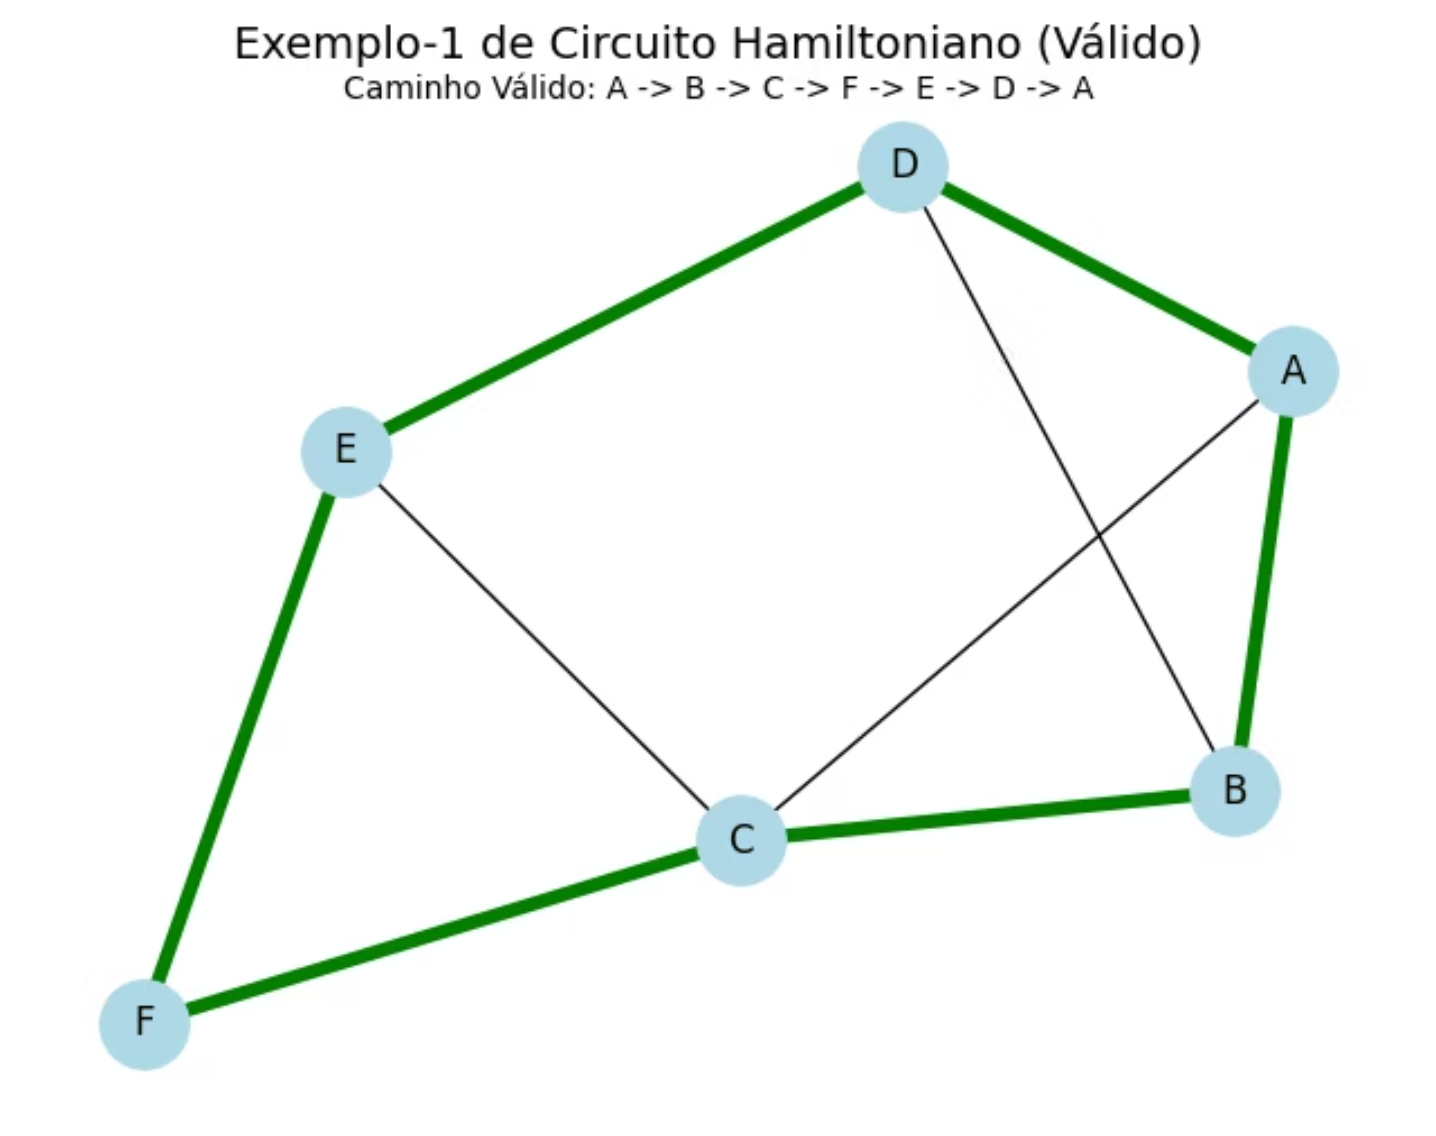 Exemplo-1 de Circuito Hamiltoniano (Válido)
Caminho Válido: A -> B -> C -> F -> E -> D -> A
D
A
E
B
C
F